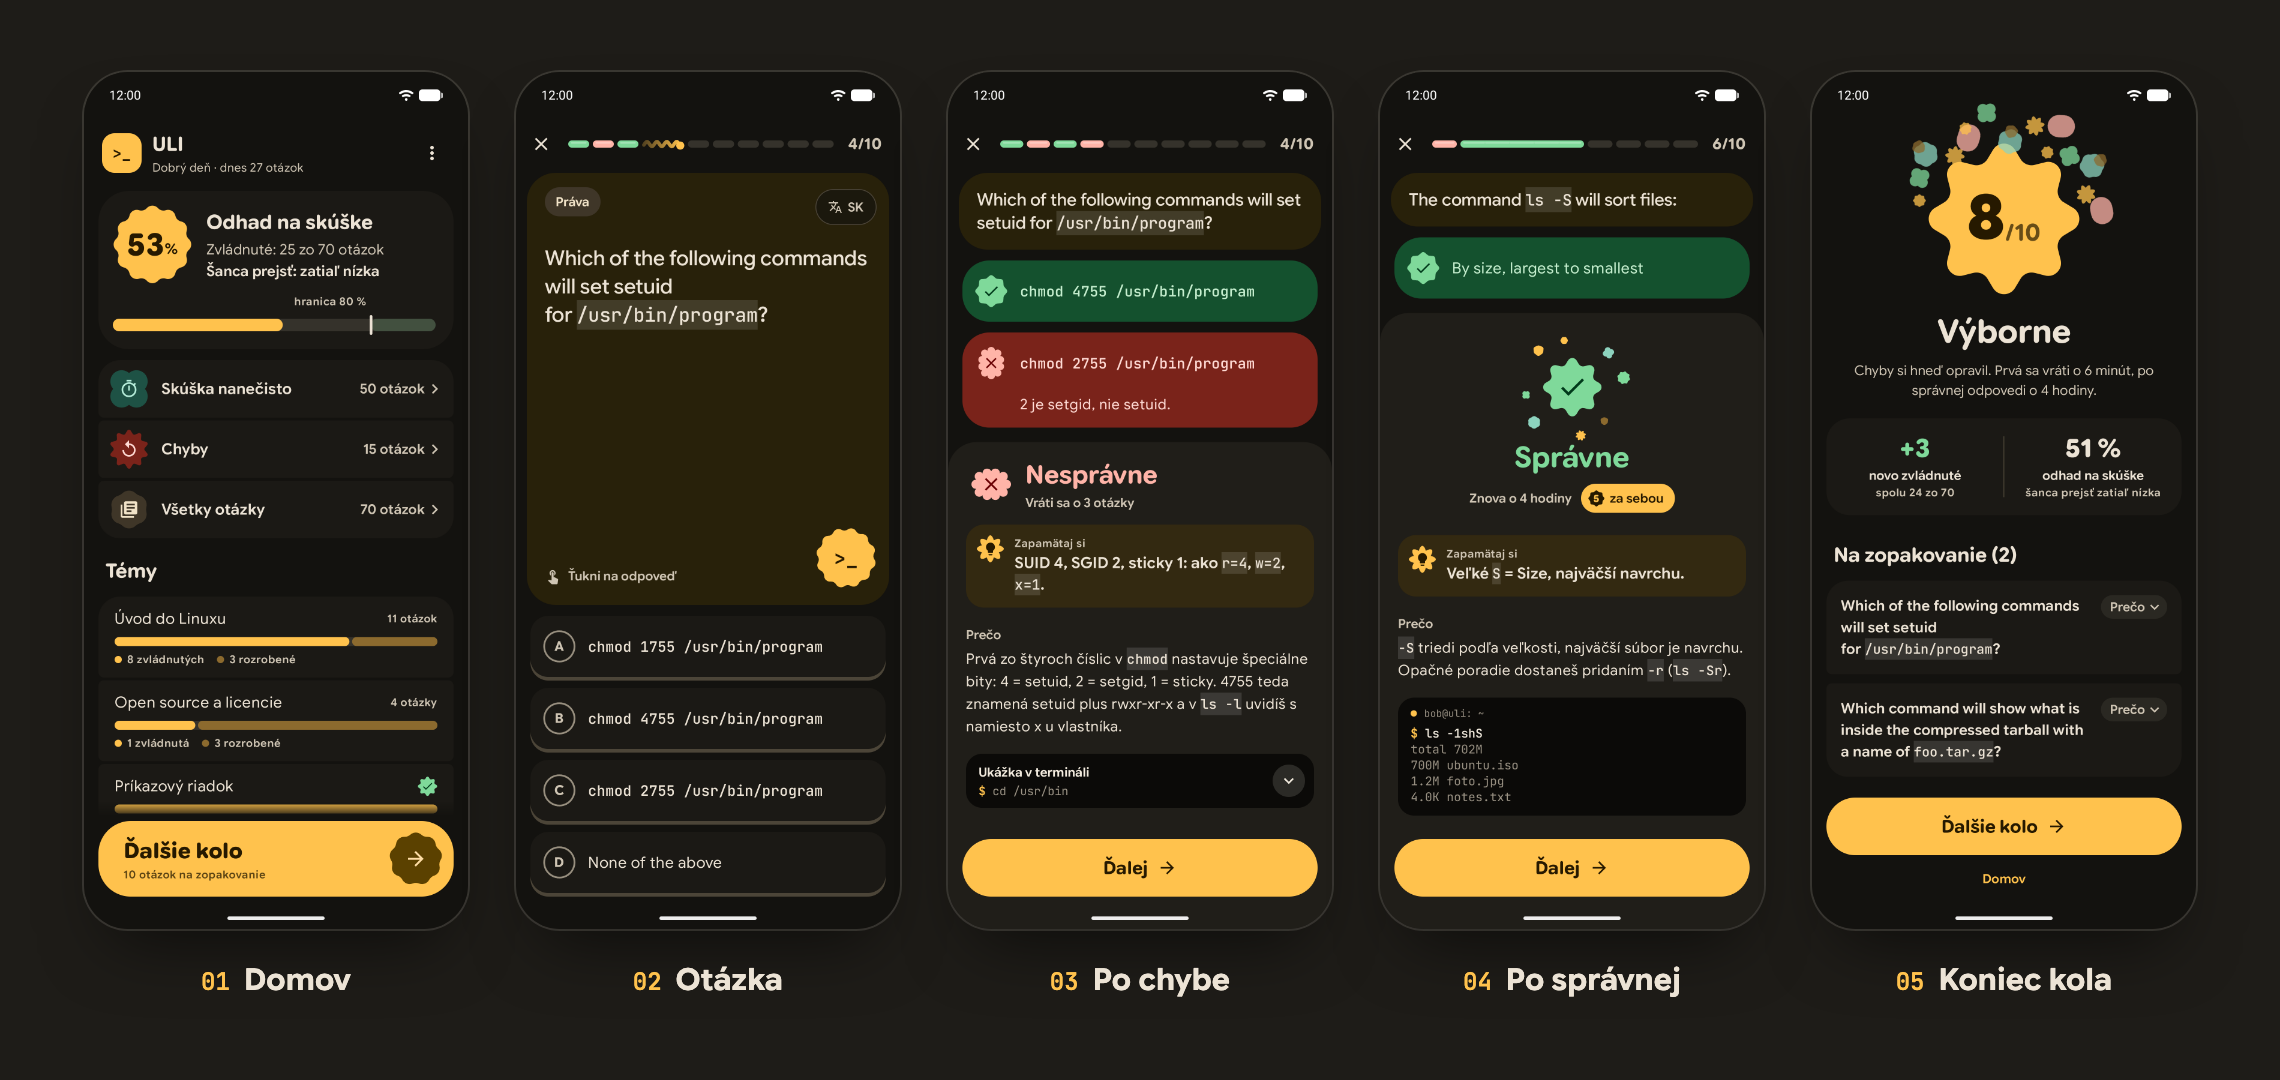 12:00
>_
ULI
Dobrý deň · dnes 27 otázok
53%
Odhad na skúške
Zvládnuté: 25 zo 70 otázok
Šanca prejsť: zatiaľ nízka
hranica 80 %
Skúška nanečisto
50 otázok
Chyby
15 otázok
Všetky otázky
70 otázok
Témy
Úvod do Linuxu
11 otázok
8 zvládnutých
3 rozrobené
Open source a licencie
4 otázky
1 zvládnutá
3 rozrobené
Príkazový riadok
Ďalšie kolo
10 otázok na zopakovanie
01 Domov
12:00
4/10
Práva
SK
Which of the following commands
will set setuid
for /usr/bin/program?
Ťukni na odpoveď
>_
A chmod 1755 /usr/bin/program
B chmod 4755 /usr/bin/program
C chmod 2755 /usr/bin/program
D None of the above
02 Otázka
12:00
4/10
Which of the following commands will set
setuid for /usr/bin/program?
chmod 4755 /usr/bin/program
chmod 2755 /usr/bin/program
2 je setgid, nie setuid.
Nesprávne
Vráti sa o 3 otázky
Zapamätaj si
SUID 4, SGID 2, sticky 1: ako r=4, w=2,
x=1.
Prečo
Prvá zo štyroch číslic v chmod nastavuje špeciálne
bity: 4 = setuid, 2 = setgid, 1 = sticky. 4755 teda
znamená setuid plus rwxr-xr-x a v ls -l uvidíš s
namiesto x u vlastníka.
Ukážka v termináli
$ cd /usr/bin
Ďalej
03 Po chybe
12:00
6/10
The command ls -S will sort files:
By size, largest to smallest
Správne
Znova o 4 hodiny
5 za sebou
Zapamätaj si
Veľké S = Size, najväčší navrchu.
Prečo
-S triedi podľa veľkosti, najväčší súbor je navrchu.
Opačné poradie dostaneš pridaním -r (ls -Sr).
bob@uli: ~
$ ls -1shS
total 702M
700M ubuntu.iso
1.2M foto.jpg
4.0K notes.txt
Ďalej
04 Po správnej
12:00
8/10
Výborne
Chyby si hneď opravil. Prvá sa vráti o 6 minút, po
správnej odpovedi o 4 hodiny.
+3
novo zvládnuté
spolu 24 zo 70
51 %
odhad na skúške
šanca prejsť zatiaľ nízka
Na zopakovanie (2)
Which of the following commands
will set setuid
for /usr/bin/program?
Prečo
Which command will show what is
inside the compressed tarball with
a name of foo.tar.gz?
Prečo
Ďalšie kolo
Domov
05 Koniec kola